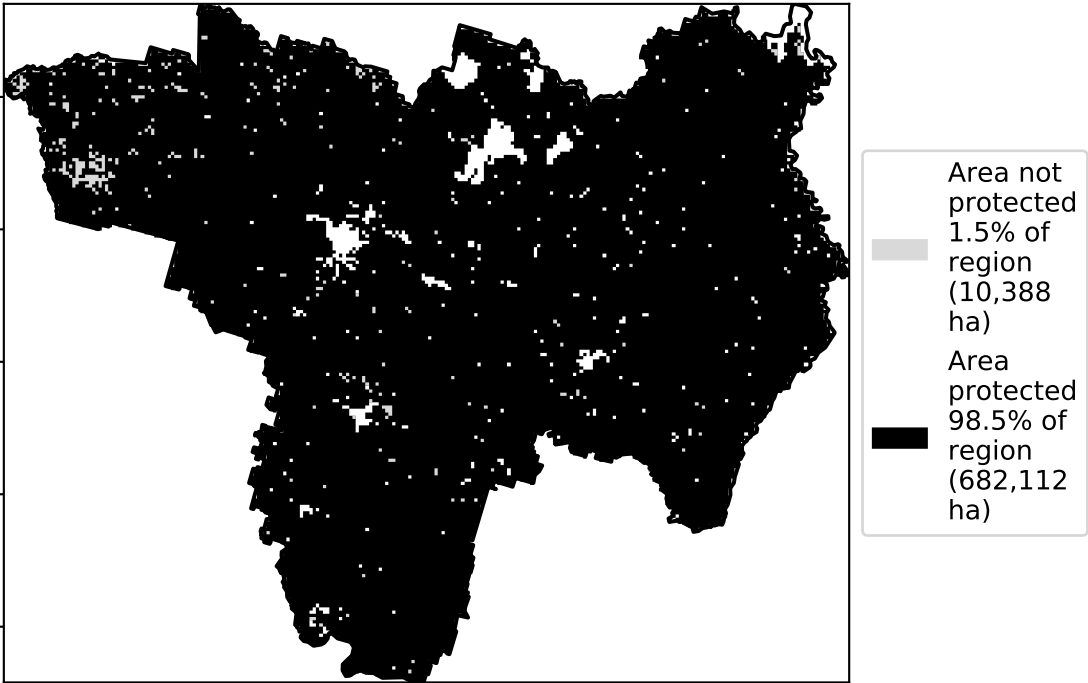 Area not
protected
1.5% of
region
(10,388
ha)
Area
protected
98.5% of
region
(682,112
ha)